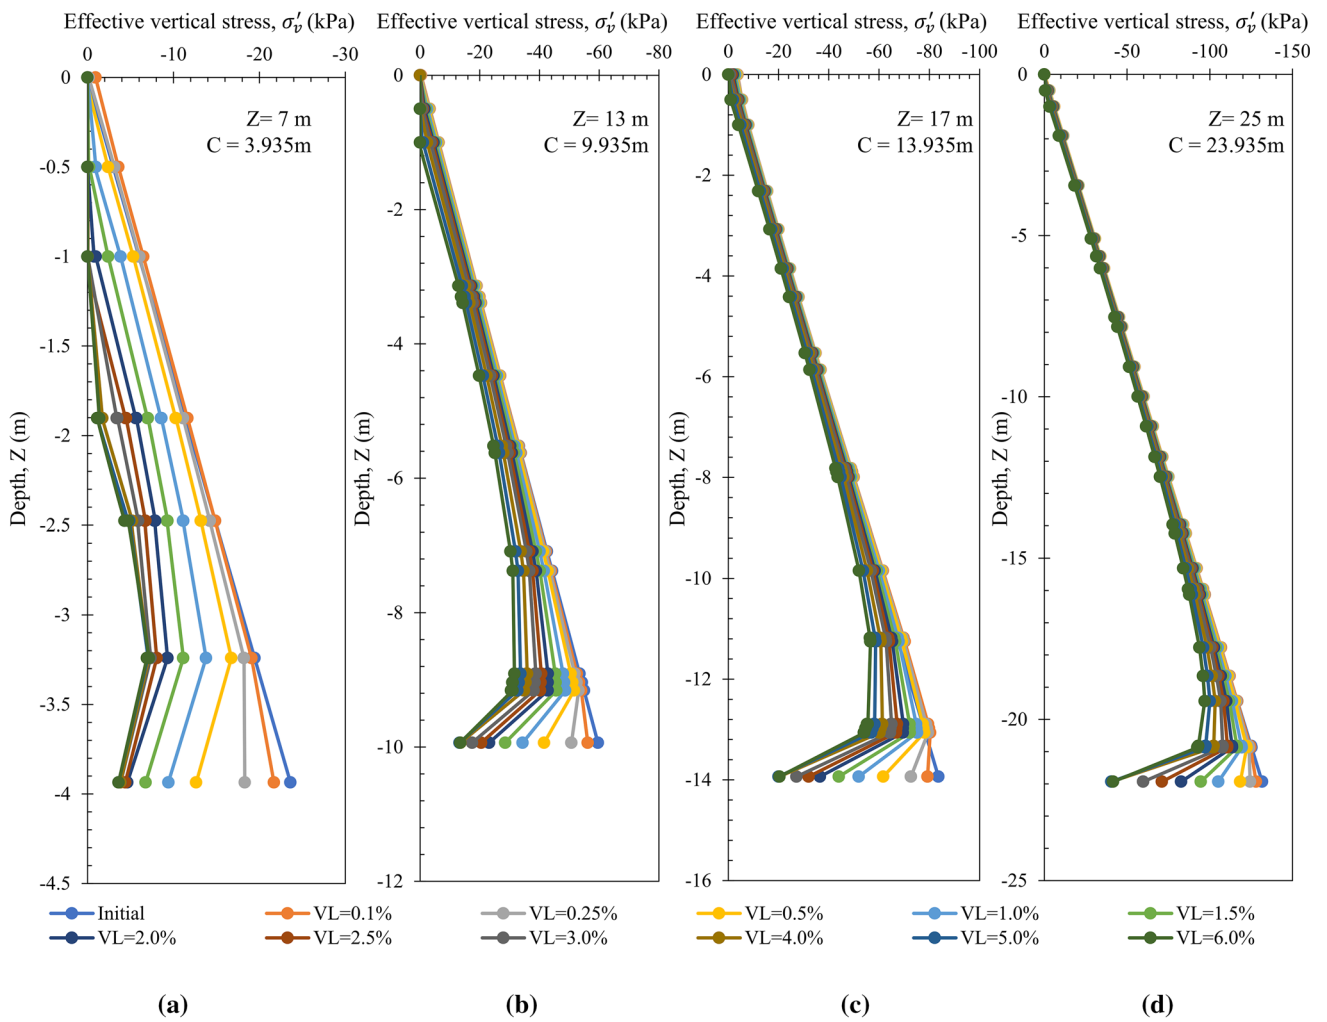 Effective vertical stress, σ′v (kPa)
0 -10 -20 -30
0
-0.5
-1
-1.5
-2
-2.5
-3
-3.5
-4
-4.5
Depth, Z (m)
Z= 7 m
C = 3.935m
Effective vertical stress, σ′v (kPa)
0 -20 -40 -60 -80
0
-2
-4
-6
-8
-10
-12
Depth, Z (m)
Z= 13 m
C = 9.935m
Effective vertical stress, σ′v (kPa)
0 -20 -40 -60 -80 -100
0
-2
-4
-6
-8
-10
-12
-14
-16
Depth, Z (m)
Z= 17 m
C = 13.935m
Effective vertical stress, σ′v (kPa)
0 -50 -100 -150
0
-5
-10
-15
-20
-25
Depth, Z (m)
Z= 25 m
C = 23.935m
Initial VL=0.1% VL=0.25% VL=0.5% VL=1.0% VL=1.5%
VL=2.0% VL=2.5% VL=3.0% VL=4.0% VL=5.0% VL=6.0%
(a) (b) (c) (d)